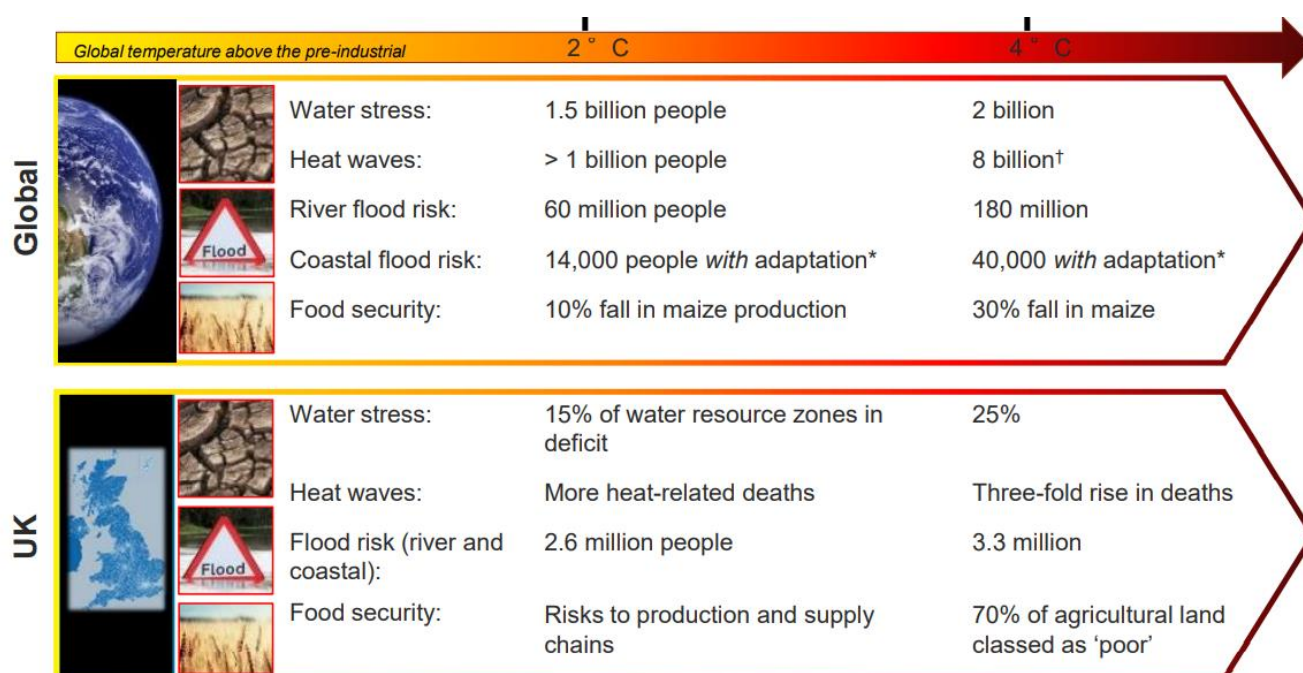 Global temperature above the pre-industrial
2° C
4° C
Global
Water stress: 1.5 billion people 2 billion
Heat waves: > 1 billion people 8 billion†
Flood
River flood risk: 60 million people 180 million
Coastal flood risk: 14,000 people with adaptation* 40,000 with adaptation*
Food security: 10% fall in maize production 30% fall in maize
UK
Water stress: 15% of water resource zones in 25%
deficit
Heat waves: More heat-related deaths Three-fold rise in deaths
Flood
Flood risk (river and 2.6 million people 3.3 million
coastal):
Food security: Risks to production and supply 70% of agricultural land
chains classed as ‘poor’